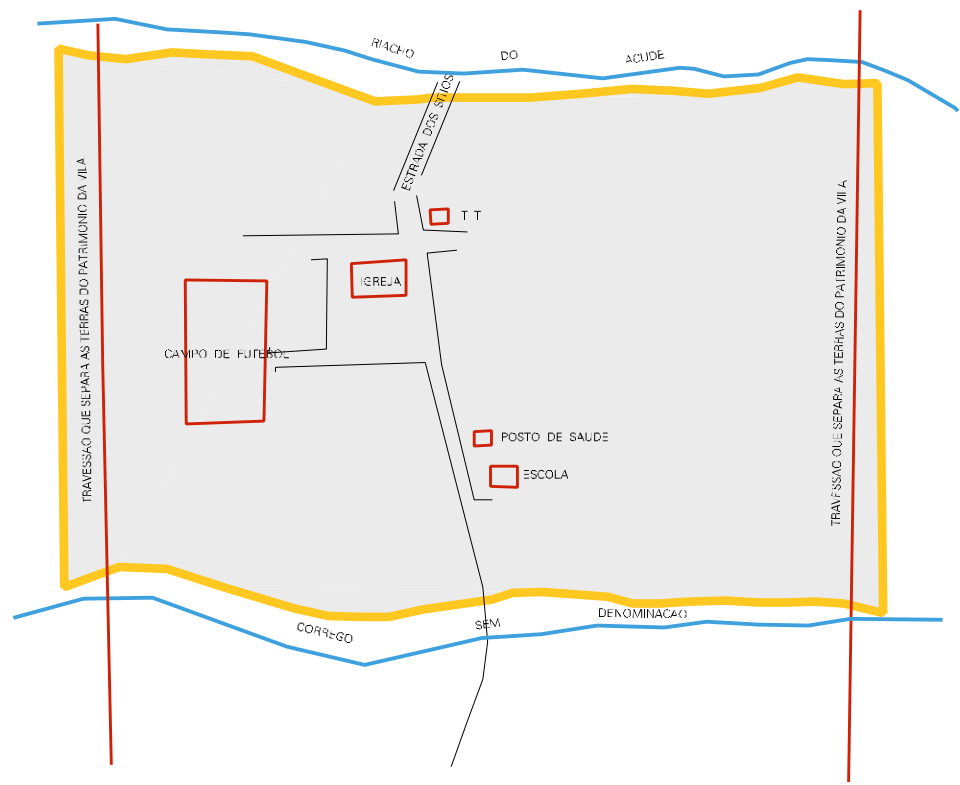 RIACHO DO ACUDE
ESTRADA DOS SITIOS
TRAVESSAO QUE SEPARA AS TERRAS DO PATRIMONIO DA VILA
TRAVESSAO QUE SEPARA AS TERRAS DO PATRIMONIO DA VILA
T T
IGREJA
CAMPO DE FUTEBOL
POSTO DE SAUDE
ESCOLA
CORREGO SEM DENOMINACAO